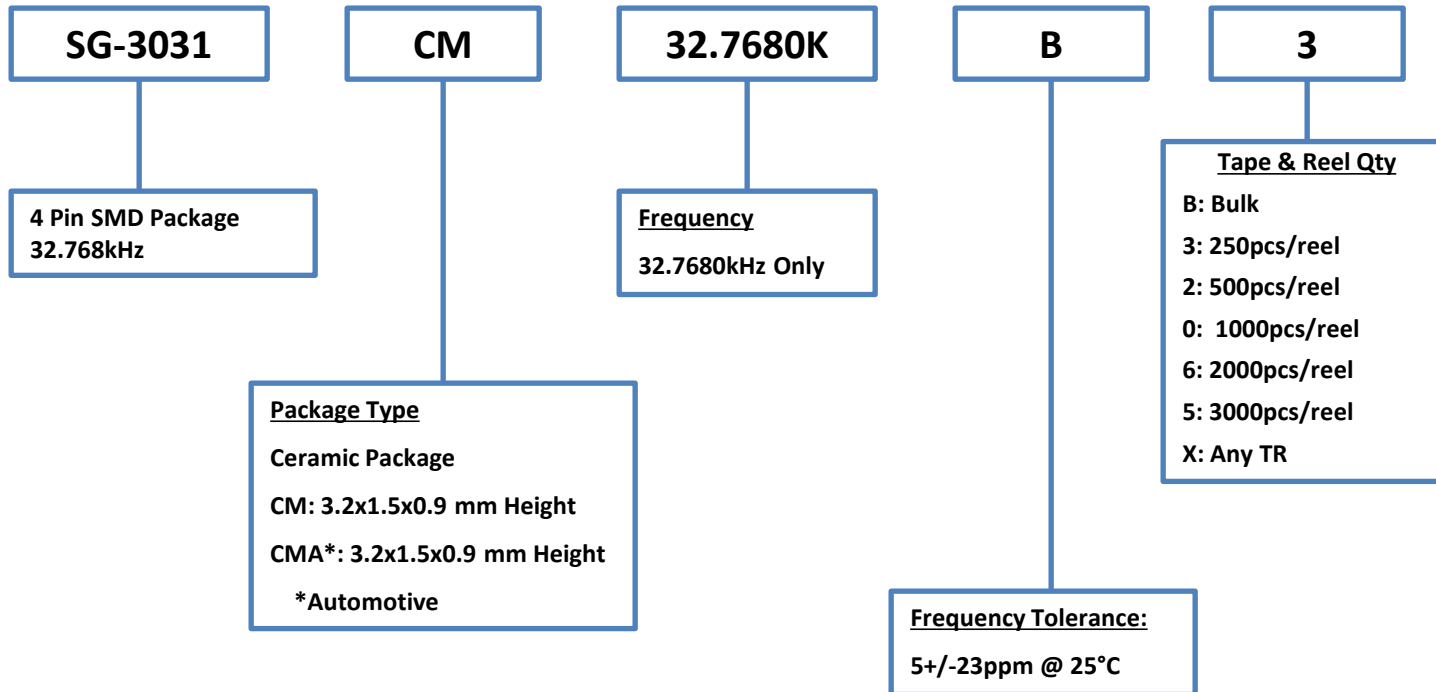 SG-3031
CM
32.7680K
B
3
4 Pin SMD Package
32.768kHz
Package Type
Ceramic Package
CM: 3.2x1.5x0.9 mm Height
CMA*: 3.2x1.5x0.9 mm Height
*Automotive
Frequency
32.7680kHz Only
Frequency Tolerance:
5+/-23ppm @ 25°C
Tape & Reel Qty
B: Bulk
3: 250pcs/reel
2: 500pcs/reel
0: 1000pcs/reel
6: 2000pcs/reel
5: 3000pcs/reel
X: Any TR